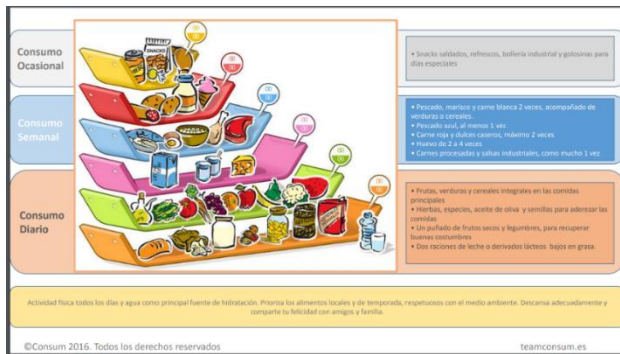 Consumo
Ocasional
SNACKS
• Snacks salados, refrescos, bollería industrial y golosinas para
días especiales
Consumo
Semanal
• Pescado, marisco y carne blanca 2 veces, acompañado de
verduras o cereales.
• Pescado azul, al menos 1 vez
• Carne roja y dulces caseros, máximo 2 veces
• Huevo de 2 a 4 veces
• Carnes procesadas y salsas industriales, como mucho 1 vez
Consumo
Diario
• Frutas, verduras y cereales integrales en las comidas
principales
• Hierbas, especies, aceite de oliva y semillas para aderezar las
comidas
• Un puñado de frutos secos y legumbres, para recuperar
buenas costumbres
• Dos raciones de leche o derivados lácteos bajos en grasa.
Actividad física todos los días y agua como principal fuente de hidratación. Prioriza los alimentos locales y de temporada, respetuosos con el medio ambiente. Descansa adecuadamente y
comparte tu felicidad con amigos y familia.
©Consum 2016. Todos los derechos reservados
teamconsum.es